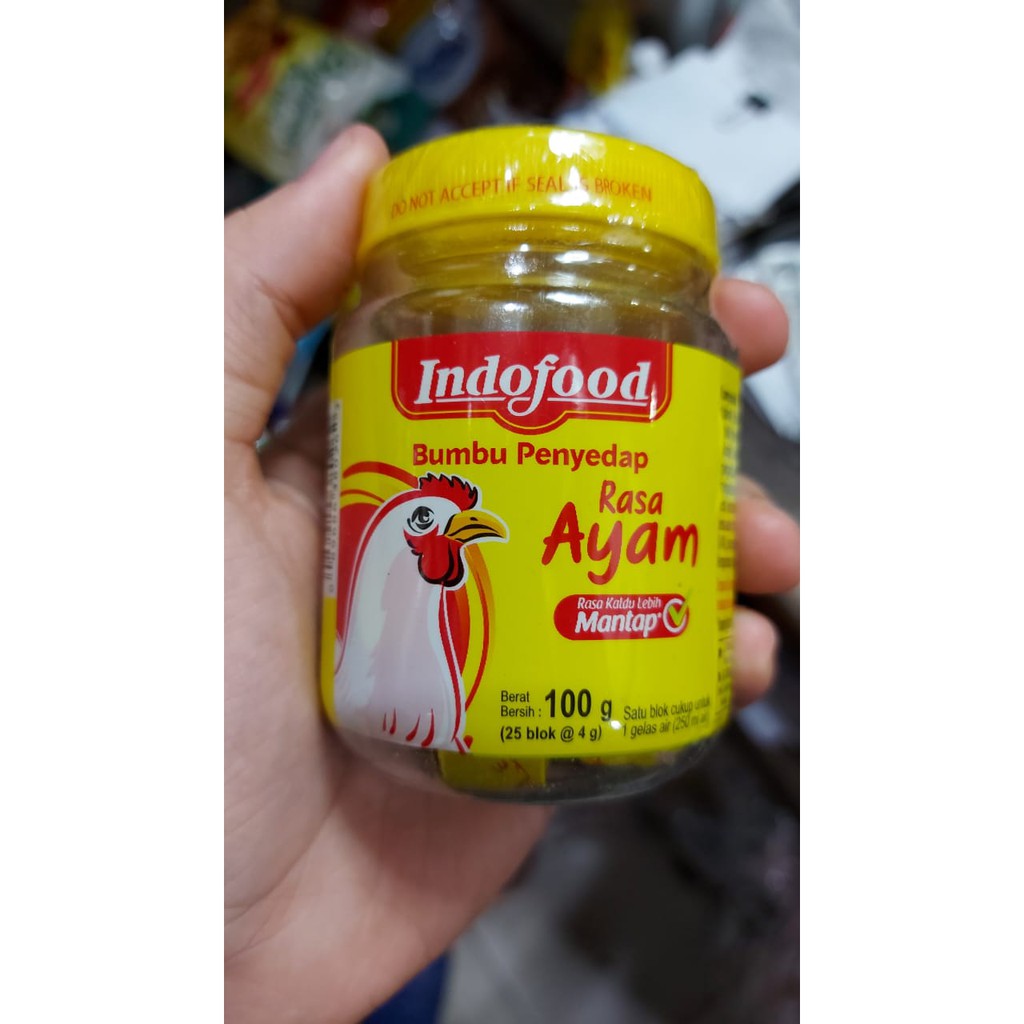 DO NOT ACCEPT IF SEAL IS BROKEN
Indofood
Bumbu Penyedap
Rasa
Ayam
Rasa Kaldu Lebih
Mantap
Berat
Bersih : 100 g
(25 blok @ 4 g)
Satu blok cukup untuk
1 gelas air (250 ml air)